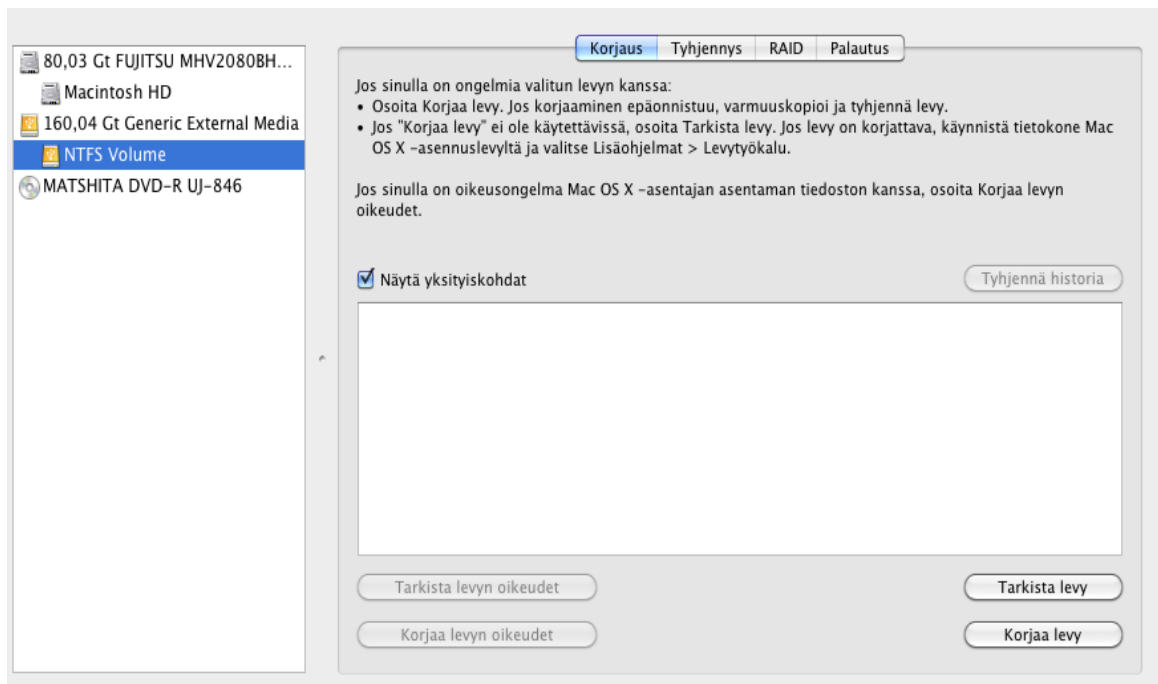 80,03 Gt FUJITSU MHV2080BH...
Macintosh HD
160,04 Gt Generic External Media
NTFS Volume
MATSHITA DVD-R UJ-846
Korjaus Tyhjennys RAID Palautus
Jos sinulla on ongelmia valitun levyn kanssa:
• Osoita Korjaa levy. Jos korjaaminen epäonnistuu, varmuuskopioi ja tyhjennä levy.
• Jos "Korjaa levy" ei ole käytettävissä, osoita Tarkista levy. Jos levy on korjattava, käynnistä tietokone Mac
OS X -asennuslevyltä ja valitse Lisäohjelmat > Levytyökalu.
Jos sinulla on oikeusongelma Mac OS X -asentajan asentaman tiedoston kanssa, osoita Korjaa levyn
oikeudet.
Näytä yksityiskohdat
Tyhjennä historia
Tarkista levyn oikeudet
Tarkista levy
Korjaa levyn oikeudet
Korjaa levy